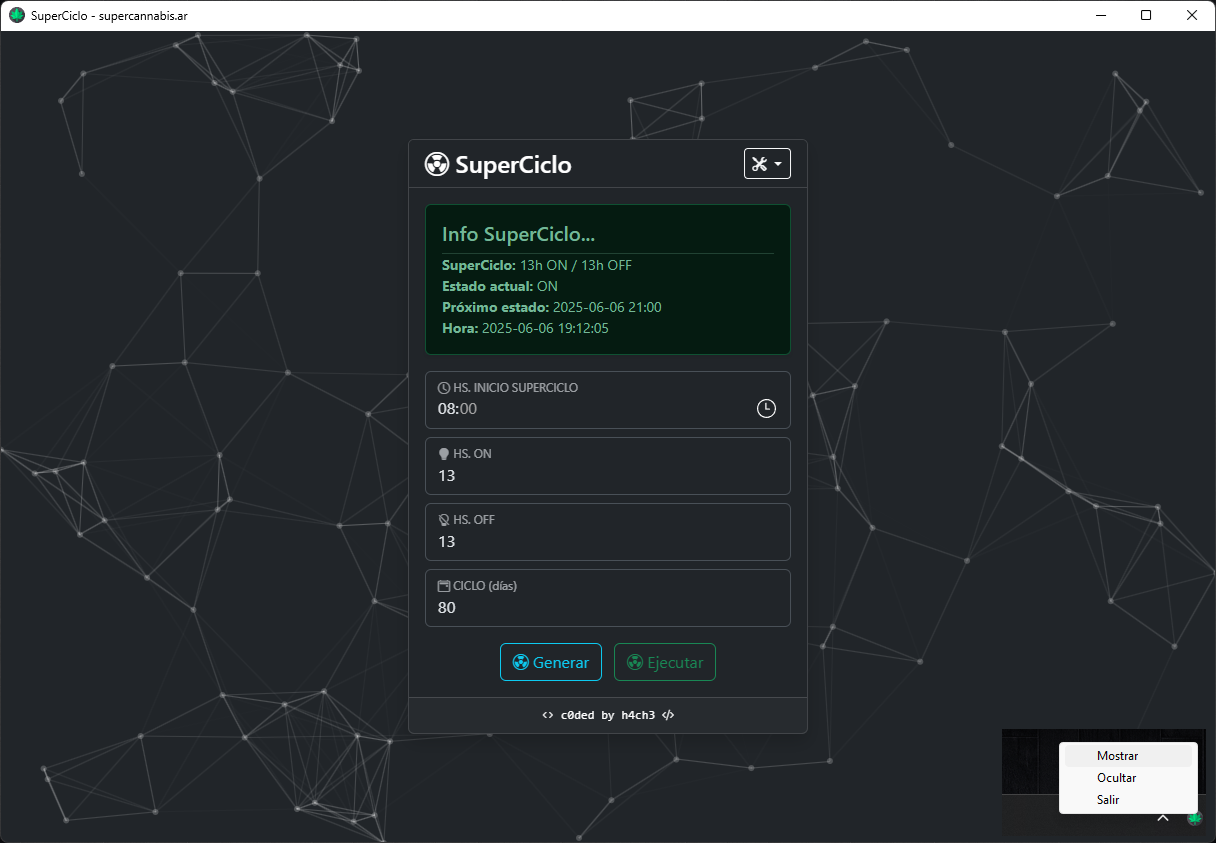 SuperCiclo - supercannabis.ar
SuperCiclo
Info SuperCiclo...
SuperCiclo: 13h ON / 13h OFF
Estado actual: ON
Próximo estado: 2025-06-06 21:00
Hora: 2025-06-06 19:12:05
HS. INICIO SUPERCICLO
08:00
HS. ON
13
HS. OFF
13
CICLO (días)
80
Generar
Ejecutar
<> c0ded by h4ch3 </>
Mostrar
Ocultar
Salir